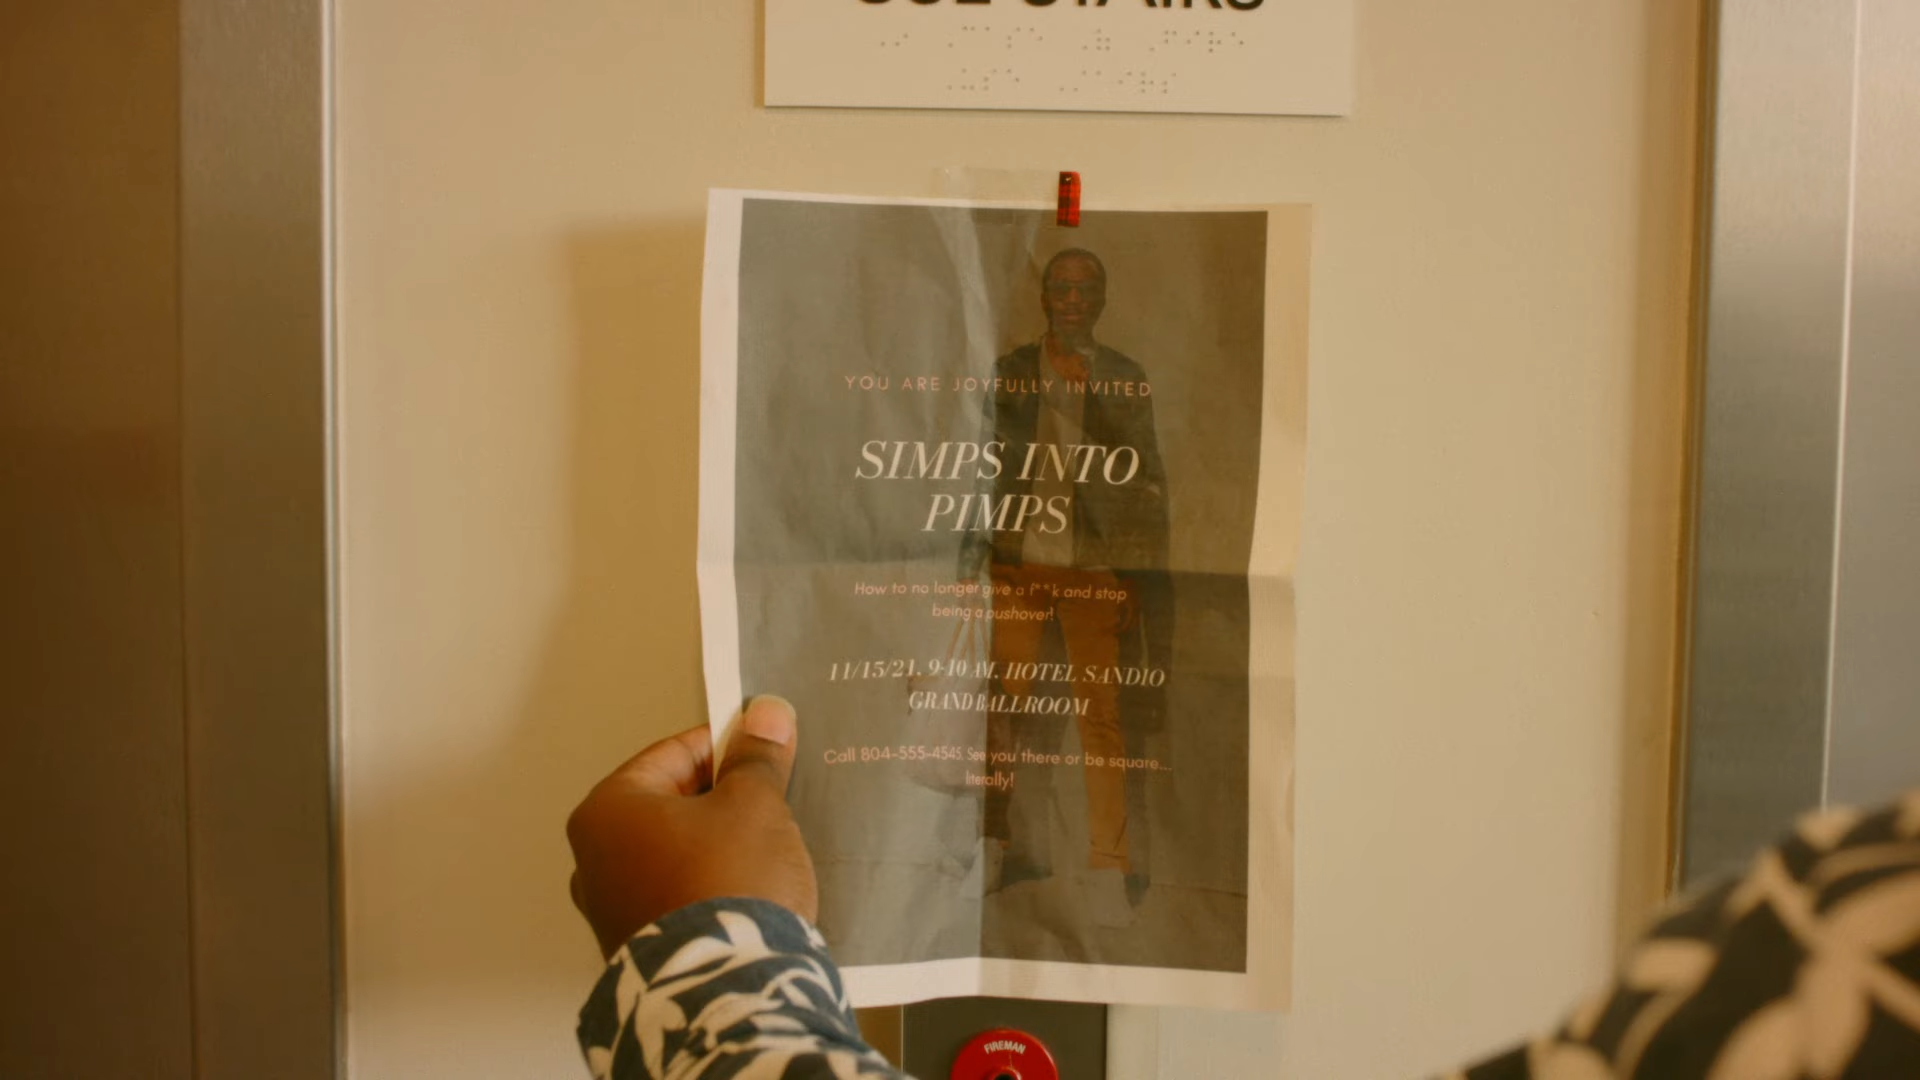 USE STAIRS
YOU ARE JOYFULLY INVITED
SIMPS INTO
PIMPS
How to no longer give a f**k and stop
being a pushover!
11/15/21, 9-10 AM, HOTEL SANDIO
GRAND BALLROOM
Call 804-555-4545. See you there or be square...
literally!
FIREMAN